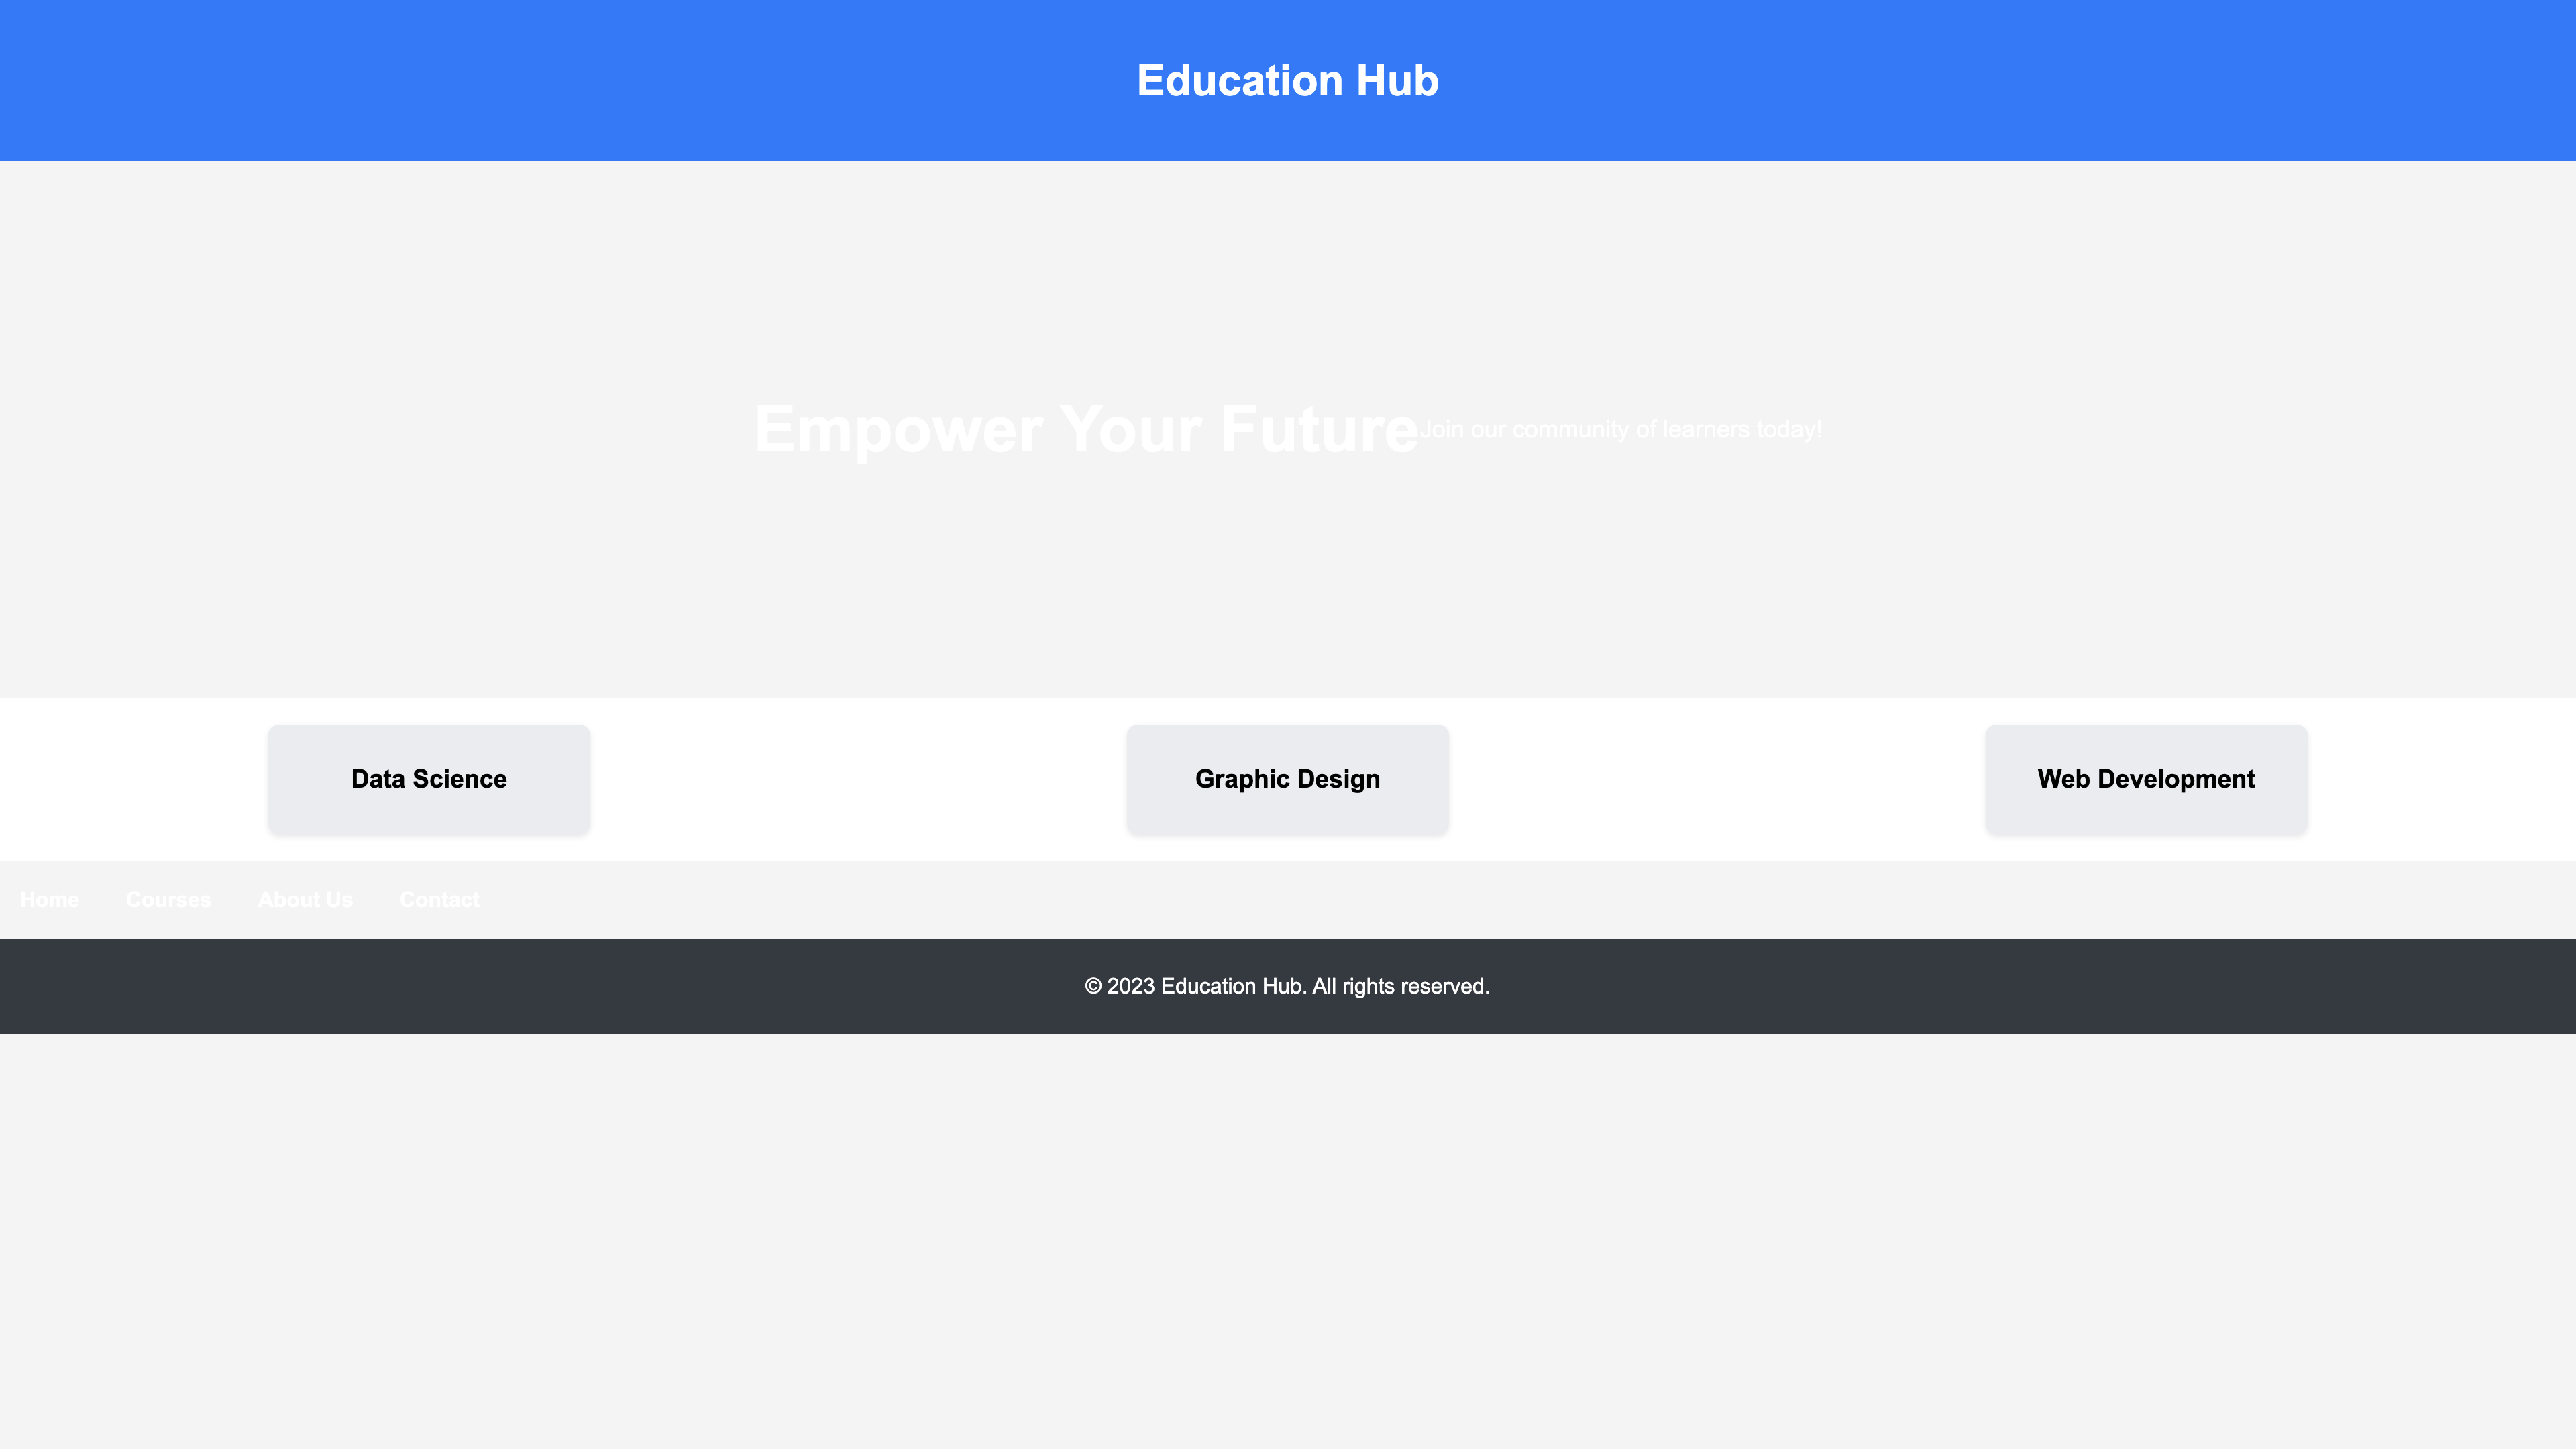 Education Hub
Empower Your Future Join our community of learners today!
Data Science Graphic Design Web Development
Home Courses About Us Contact
© 2023 Education Hub. All rights reserved.